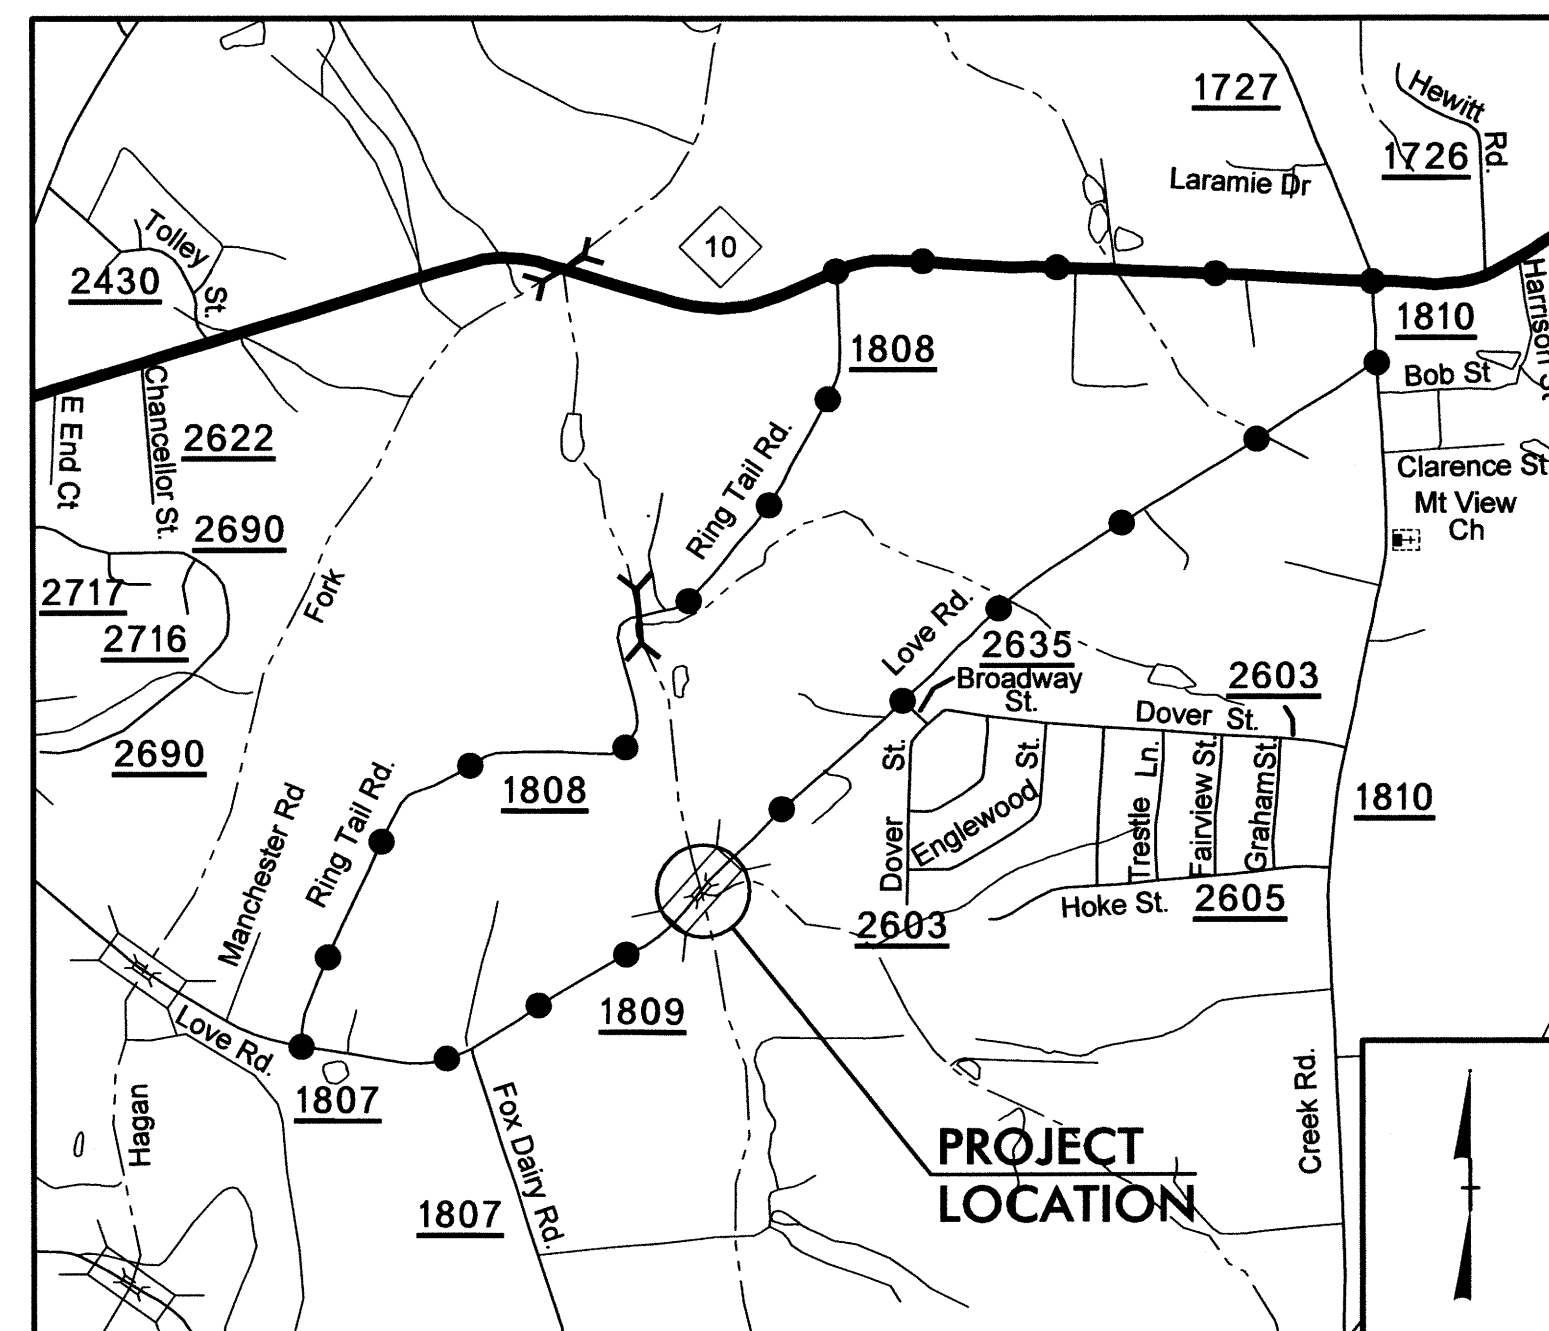 1727
Hewitt
Rd.
1726
Laramie Dr
Tolley
St.
2430
10
1810
Harrison St
1808
Bob St
E End Ct
Chancellor St.
2622
Ring Tail Rd.
Clarence St
Mt View
Ch
2690
2717
2716
Fork
Love Rd.
2635
Broadway
St.
2603
Dover St.
2690
1808
Manchester Rd
Ring Tail Rd.
Dover St.
Englewood St.
Trestle Ln.
Fairview St.
Graham St.
1810
Hoke St.
2605
2603
1809
Love Rd.
1807
Hagan
Fox Dairy Rd.
Creek Rd.
PROJECT
LOCATION
1807